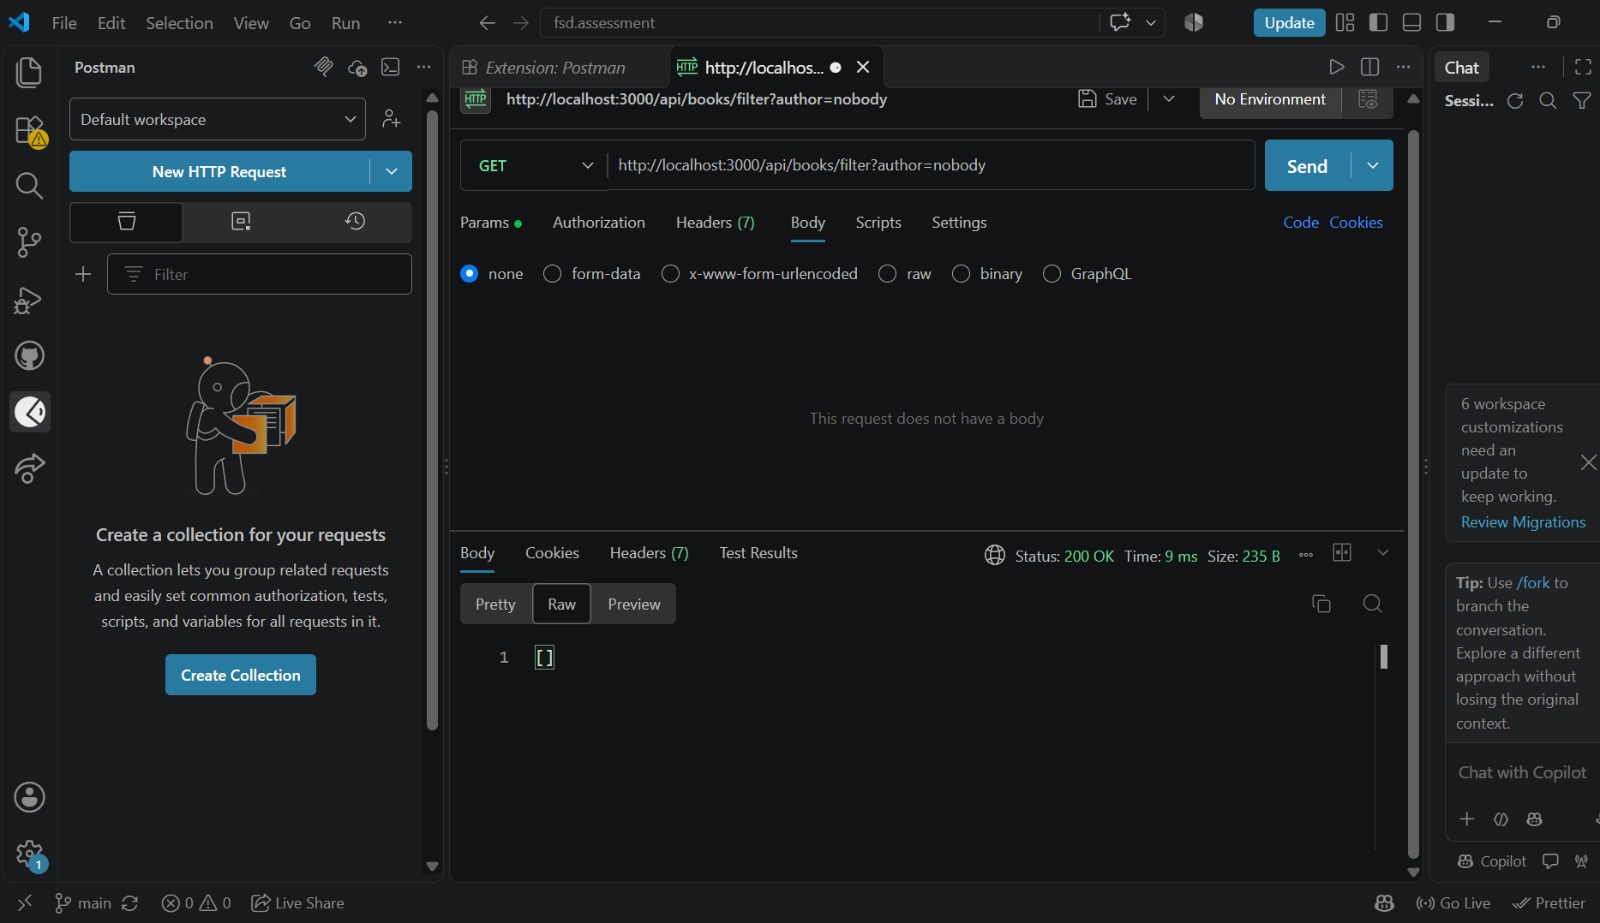 File Edit Selection View Go Run ···
fsd.assessment
Update
Postman
Default workspace
New HTTP Request
Filter
Create a collection for your requests
A collection lets you group related requests
and easily set common authorization, tests,
scripts, and variables for all requests in it.
Create Collection
Extension: Postman
HTTP http://localhos...
HTTP http://localhost:3000/api/books/filter?author=nobody
Save
No Environment
GET http://localhost:3000/api/books/filter?author=nobody
Send
Params Authorization Headers (7) Body Scripts Settings
Code Cookies
none form-data x-www-form-urlencoded raw binary GraphQL
This request does not have a body
Body Cookies Headers (7) Test Results
Status: 200 OK Time: 9 ms Size: 235 B
Pretty Raw Preview
1 []
Chat
Sessi...
6 workspace
customizations
need an
update to
keep working.
Review Migrations
Tip: Use /fork to
branch the
conversation.
Explore a different
approach without
losing the original
context.
Chat with Copilot
Copilot
1
main 0 0 Live Share
Go Live Prettier